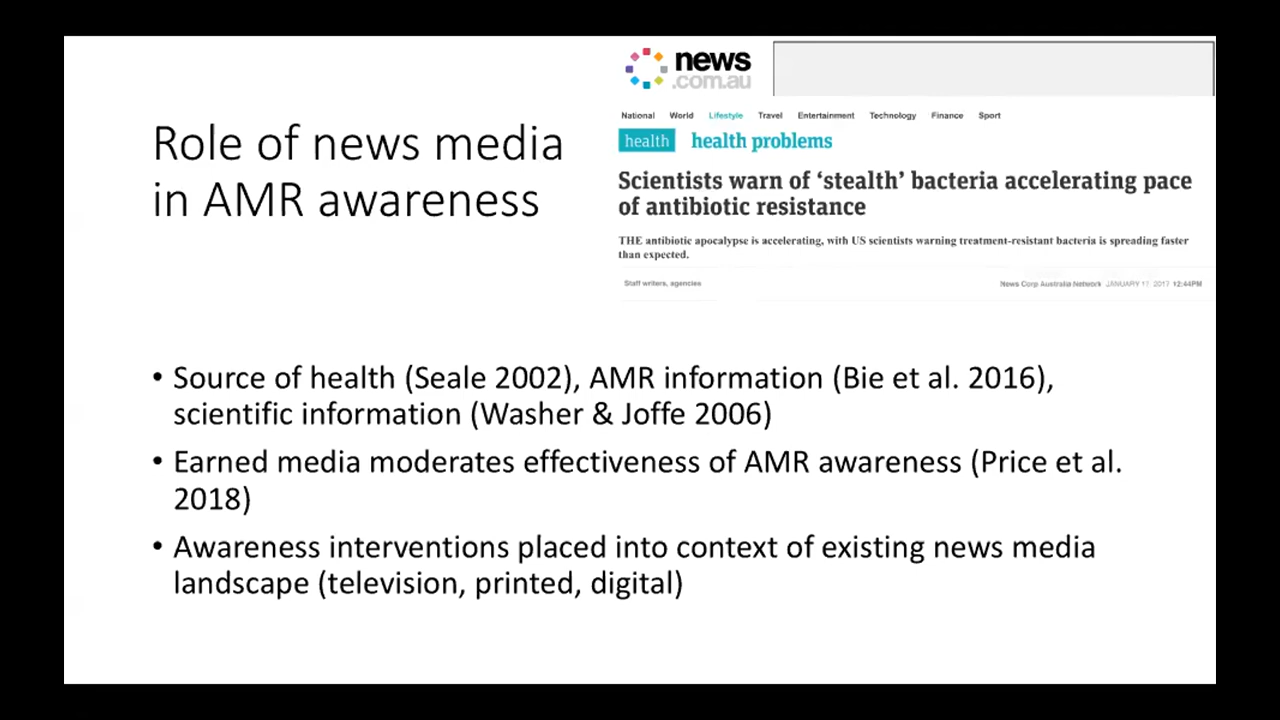 Role of news media
in AMR awareness
news
.com.au
National World Lifestyle Travel Entertainment Technology Finance Sport
health health problems
Scientists warn of ‘stealth’ bacteria accelerating pace
of antibiotic resistance
THE antibiotic apocalypse is accelerating, with US scientists warning treatment-resistant bacteria is spreading faster
than expected.
Staff writers, agencies News Corp Australia Network JANUARY 17 2017 12:44PM
• Source of health (Seale 2002), AMR information (Bie et al. 2016),
scientific information (Washer & Joffe 2006)
• Earned media moderates effectiveness of AMR awareness (Price et al.
2018)
• Awareness interventions placed into context of existing news media
landscape (television, printed, digital)